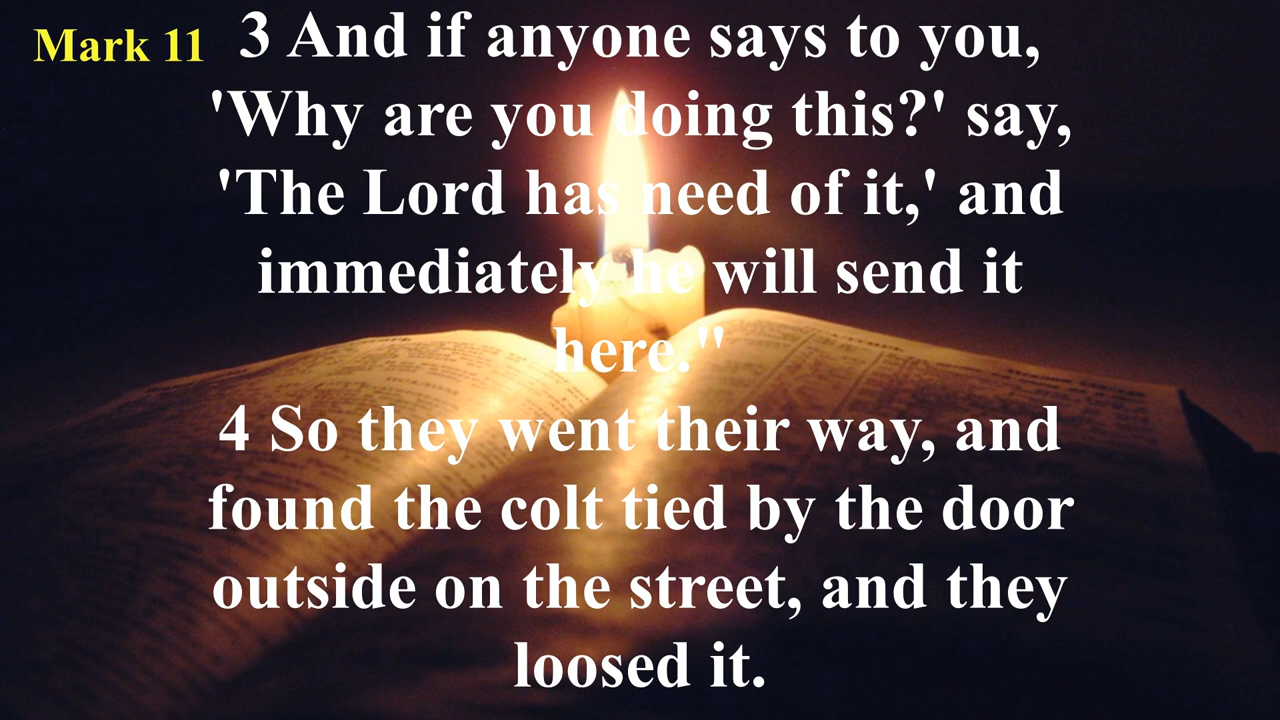 Mark 11
3 And if anyone says to you,
'Why are you doing this?' say,
'The Lord has need of it,' and
immediately he will send it
here."
4 So they went their way, and
found the colt tied by the door
outside on the street, and they
loosed it.